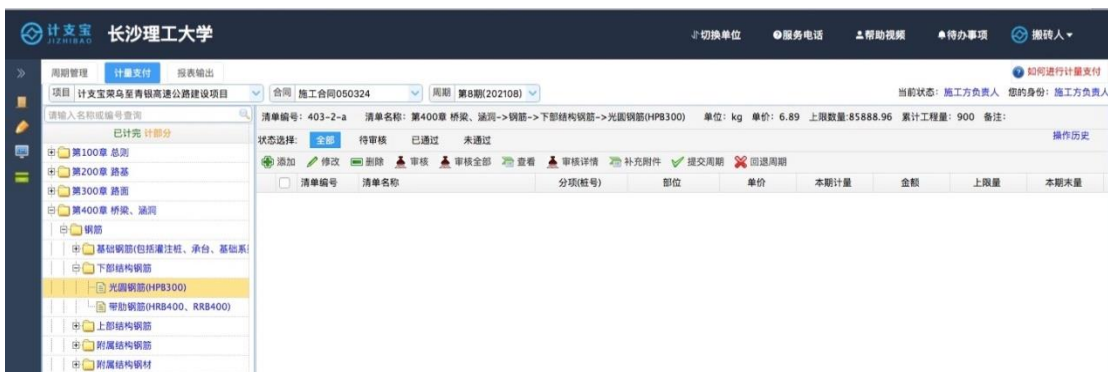 计支宝 JIZHIBAO 长沙理工大学 切换单位 服务电话 帮助视频 待办事项 搬砖人
周期管理 计量支付 报表输出 如何进行计量支付
项目 计支宝荣乌至青银高速公路建设项目 合同 施工合同050324 周期 第8期(202108) 当前状态: 施工方负责人 您的身份: 施工方负责人
请输入名称或编号查询
清单编号: 403-2-a 清单名称: 第400章 桥梁、涵洞->钢筋->下部结构钢筋->光圆钢筋(HPB300) 单位: kg 单价: 6.89 上限数量:85888.96 累计工程量: 900 备注:
已计完 计部分
状态选择: 全部 待审核 已通过 未通过 操作历史
添加 修改 删除 审核 审核全部 查看 审核详情 补充附件 提交周期 回退周期
清单编号 清单名称 分项(桩号) 部位 单价 本期计量 金额 上限量 本期末量
第100章 总则
第200章 路基
第300章 路面
第400章 桥梁、涵洞
钢筋
基础钢筋(包括灌注桩、承台、基础系
下部结构钢筋
光圆钢筋(HPB300)
带肋钢筋(HRB400、RRB400)
上部结构钢筋
附属结构钢筋
附属结构钢材